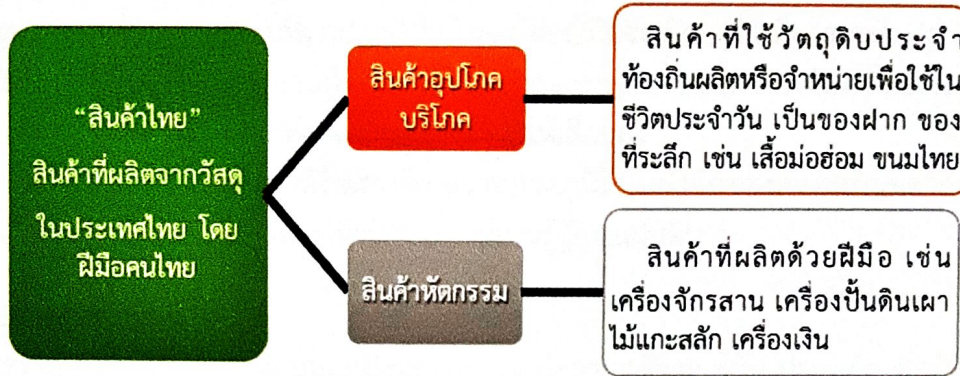 “สินค้าไทย”
สินค้าที่ผลิตจากวัสดุ
ในประเทศไทย โดย
ฝีมือคนไทย
สินค้าอุปโภค
บริโภค
สินค้าที่ใช้วัตถุดิบประจำ
ท้องถิ่นผลิตหรือจำหน่ายเพื่อใช้ใน
ชีวิตประจำวัน เป็นของฝาก ของ
ที่ระลึก เช่น เสื้อม่อฮ่อม ขนมไทย
สินค้าหัตกรรม
สินค้าที่ผลิตด้วยฝีมือ เช่น
เครื่องจักรสาน เครื่องปั้นดินเผา
ไม้แกะสลัก เครื่องเงิน